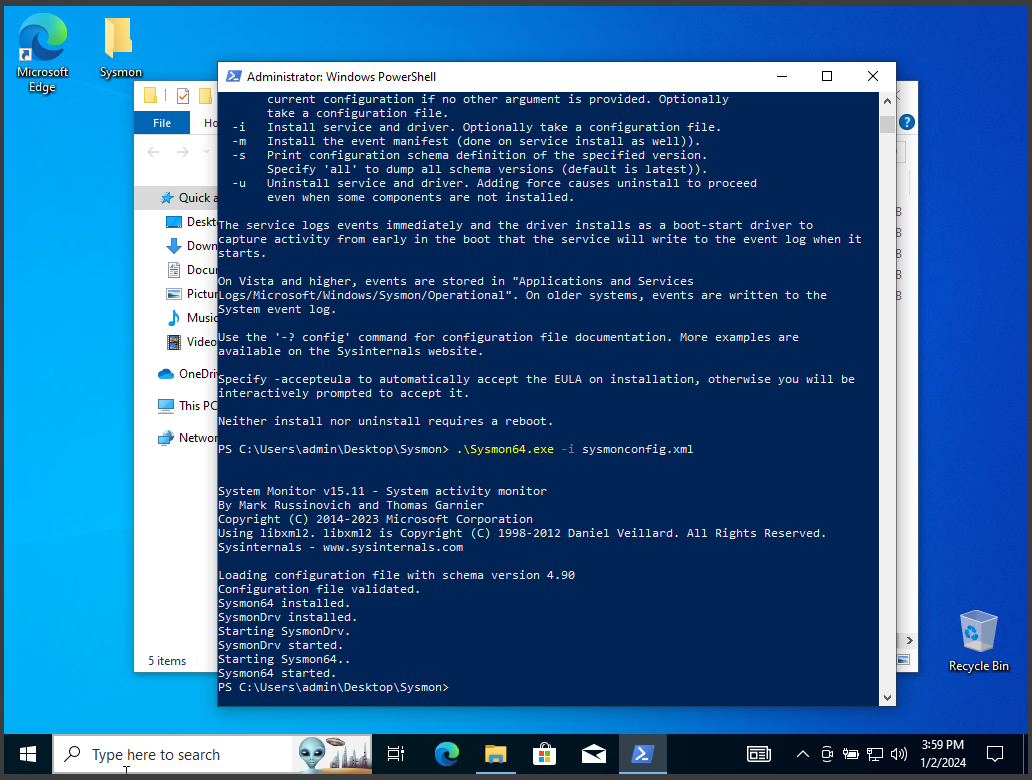 Microsoft
Edge
Sysmon
Administrator: Windows PowerShell
File
Ho
Quick a
Deskt
Down
Docu
Pictu
Music
Video
OneDri
This PC
Networ
5 items
current configuration if no other argument is provided. Optionally
take a configuration file.
-i Install service and driver. Optionally take a configuration file.
-m Install the event manifest (done on service install as well)).
-s Print configuration schema definition of the specified version.
Specify 'all' to dump all schema versions (default is latest)).
-u Uninstall service and driver. Adding force causes uninstall to proceed
even when some components are not installed.
The service logs events immediately and the driver installs as a boot-start driver to
capture activity from early in the boot that the service will write to the event log when it
starts.
On Vista and higher, events are stored in "Applications and Services
Logs/Microsoft/Windows/Sysmon/Operational". On older systems, events are written to the
System event log.
Use the '-? config' command for configuration file documentation. More examples are
available on the Sysinternals website.
Specify -accepteula to automatically accept the EULA on installation, otherwise you will be
interactively prompted to accept it.
Neither install nor uninstall requires a reboot.
PS C:\Users\admin\Desktop\Sysmon> .\Sysmon64.exe -i sysmonconfig.xml
System Monitor v15.11 - System activity monitor
By Mark Russinovich and Thomas Garnier
Copyright (C) 2014-2023 Microsoft Corporation
Using libxml2. libxml2 is Copyright (C) 1998-2012 Daniel Veillard. All Rights Reserved.
Sysinternals - www.sysinternals.com
Loading configuration file with schema version 4.90
Configuration file validated.
Sysmon64 installed.
SysmonDrv installed.
Starting SysmonDrv.
SysmonDrv started.
Starting Sysmon64..
Sysmon64 started.
PS C:\Users\admin\Desktop\Sysmon>
Recycle Bin
Type here to search
3:59 PM
1/2/2024